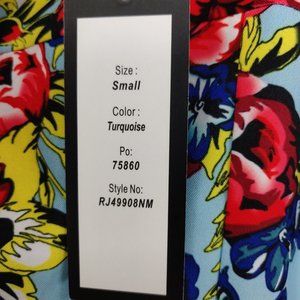 Size :
Small
Color :
Turquoise
Po:
75860
Style No:
RJ49908NM